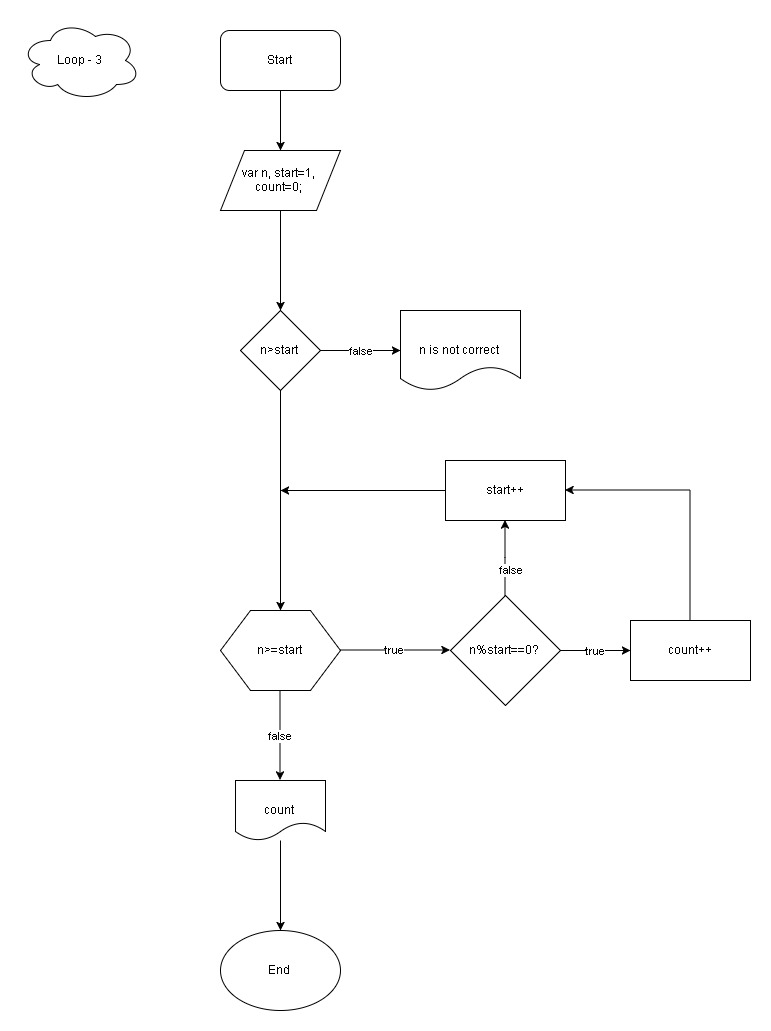 Loop - 3
Start
var n, start=1,
count=0;
n>start
false
n is not correct
start++
false
n>=start
true
n%start==0?
true
count++
false
count
End